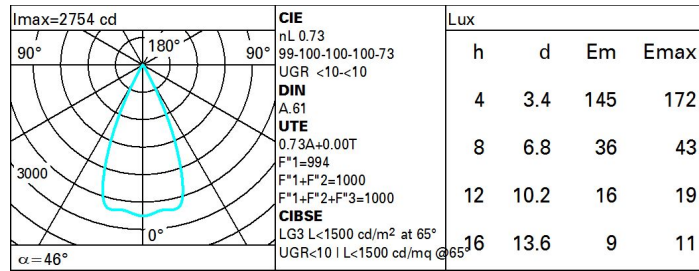 Imax=2754 cd
90°
180°
90°
3000
0°
α=46°
CIE
nL 0.73
99-100-100-100-73
UGR <10-<10
DIN
A.61
UTE
0.73A+0.00T
F"1=994
F"1+F"2=1000
F"1+F"2+F"3=1000
CIBSE
LG3 L<1500 cd/m² at 65°
UGR<10 | L<1500 cd/mq @65°
Lux
h d Em Emax
4 3.4 145 172
8 6.8 36 43
12 10.2 16 19
16 13.6 9 11